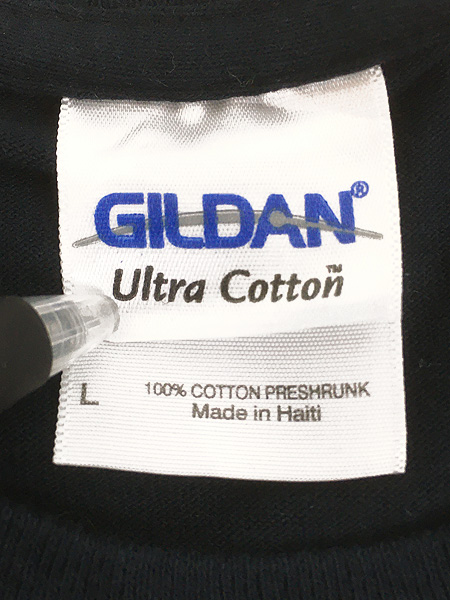 GILDAN®
Ultra Cotton™
L 100% COTTON PRESHRUNK
Made in Haiti